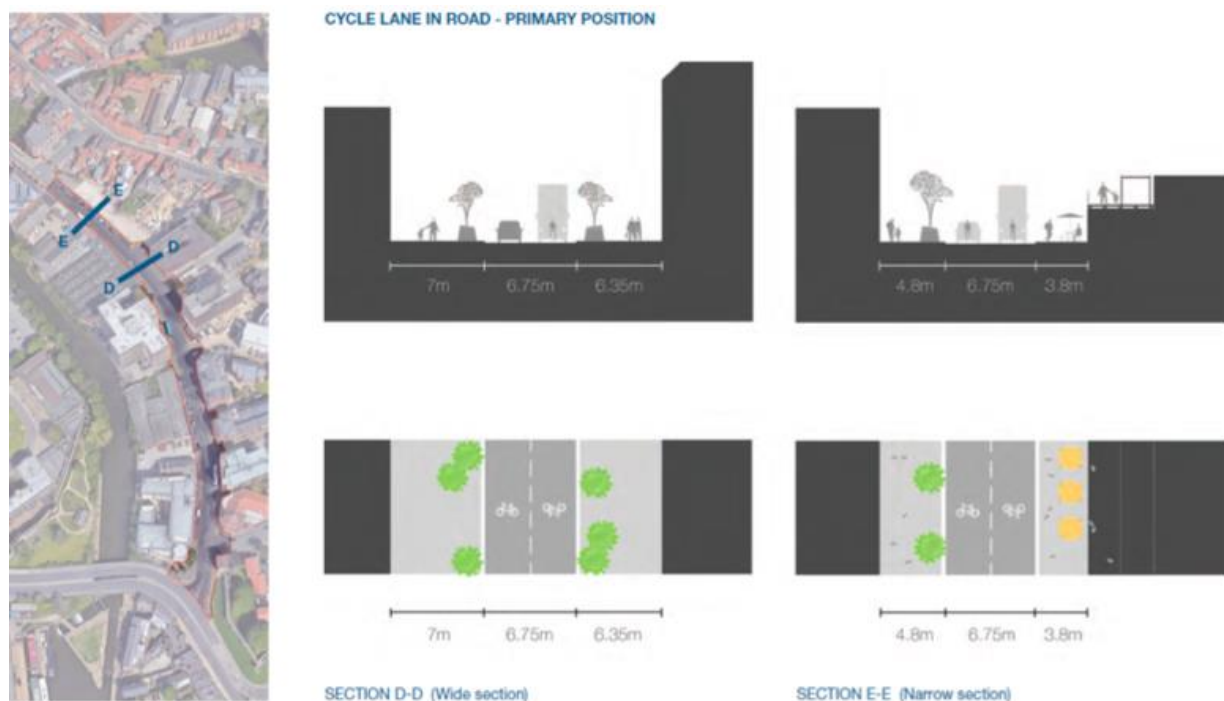 CYCLE LANE IN ROAD - PRIMARY POSITION
E
E
D
D
7m 6.75m 6.35m
4.8m 6.75m 3.8m
7m 6.75m 6.35m
4.8m 6.75m 3.8m
SECTION D-D (Wide section)
SECTION E-E (Narrow section)